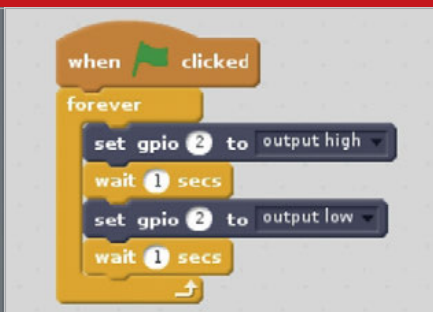 when clicked
forever
set gpio 2 to output high
wait 1 secs
set gpio 2 to output low
wait 1 secs